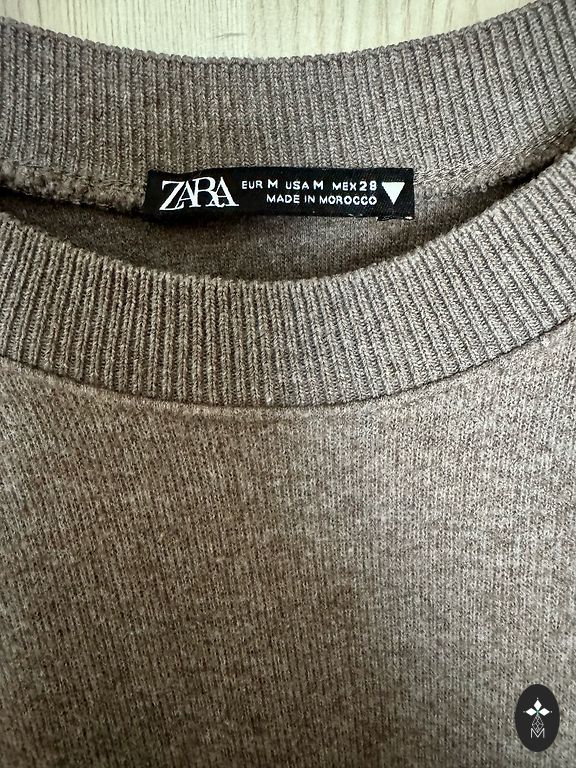 ZARA EUR M USA M MEX 28
MADE IN MOROCCO
M